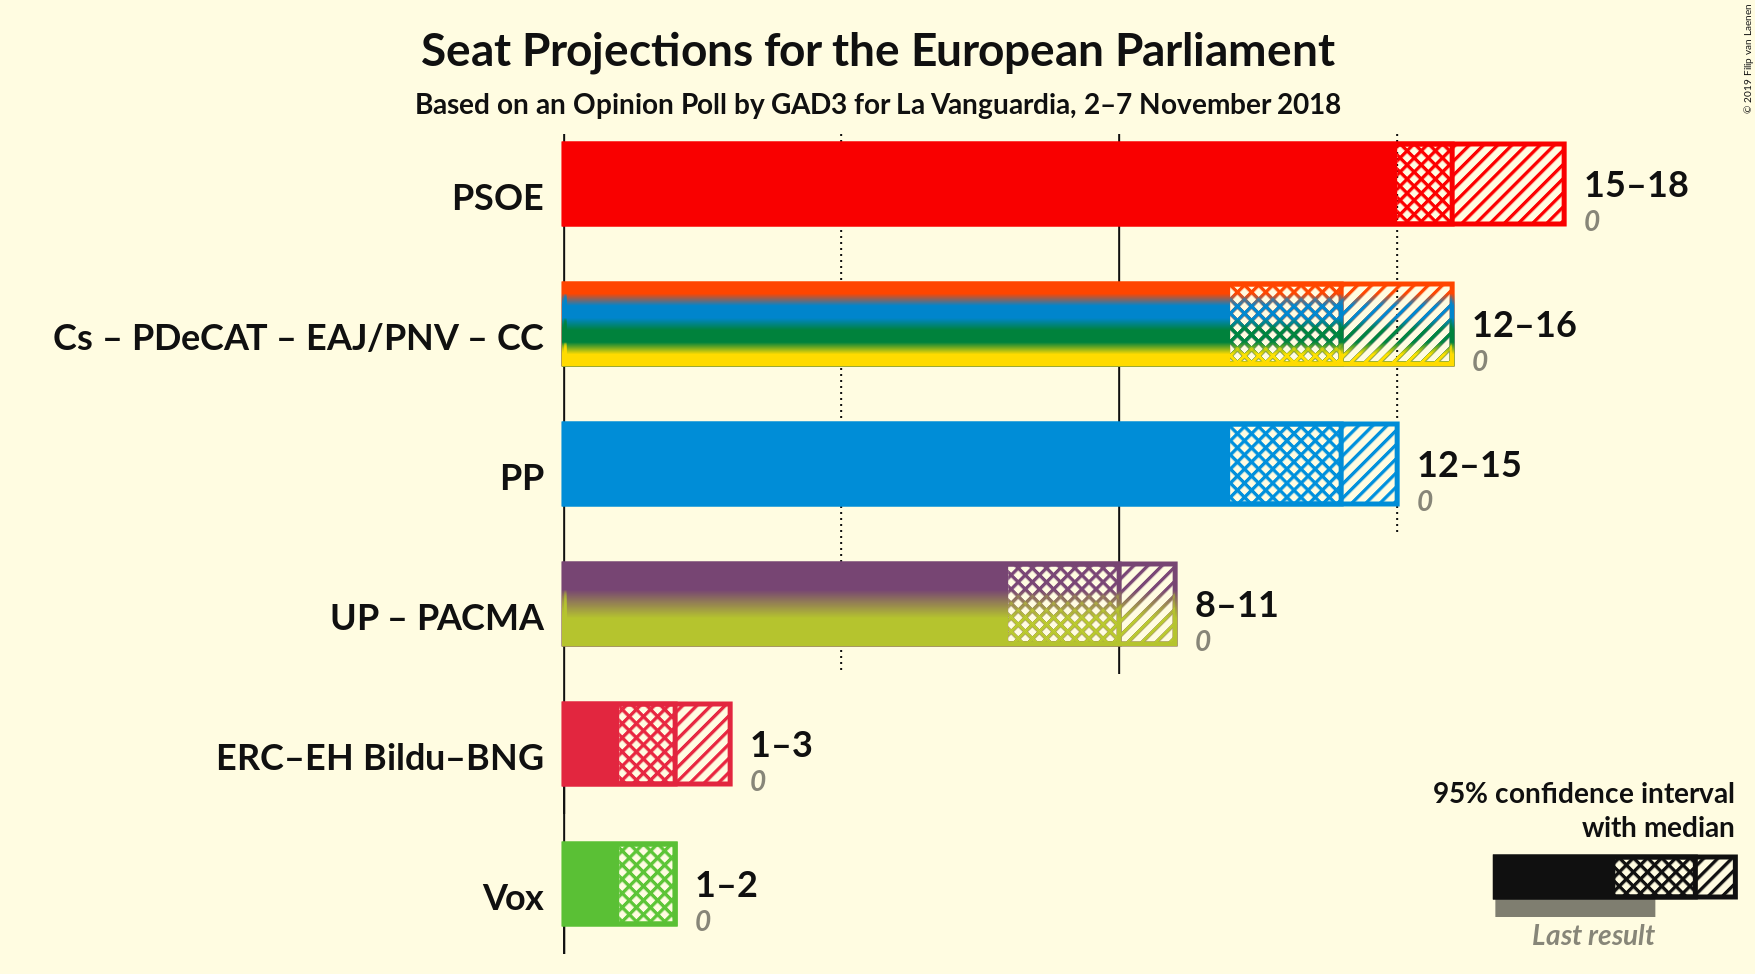 Seat Projections for the European Parliament
Based on an Opinion Poll by GAD3 for La Vanguardia, 2–7 November 2018
© 2019 Filip van Laenen
PSOE
15–18
0
Cs – PDeCAT – EAJ/PNV – CC
12–16
0
PP
12–15
0
UP – PACMA
8–11
0
ERC–EH Bildu–BNG
1–3
0
Vox
1–2
0
95% confidence interval
with median
Last result